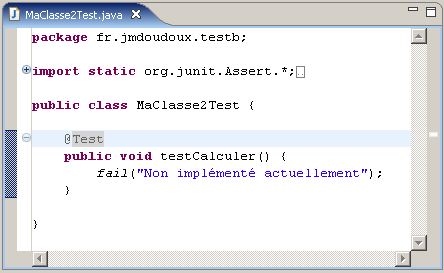 MaClasse2Test.java
package fr.jmdoudoux.testb;
import static org.junit.Assert.*;
public class MaClasse2Test {
@Test
public void testCalculer() {
fail("Non implémenté actuellement");
}
}